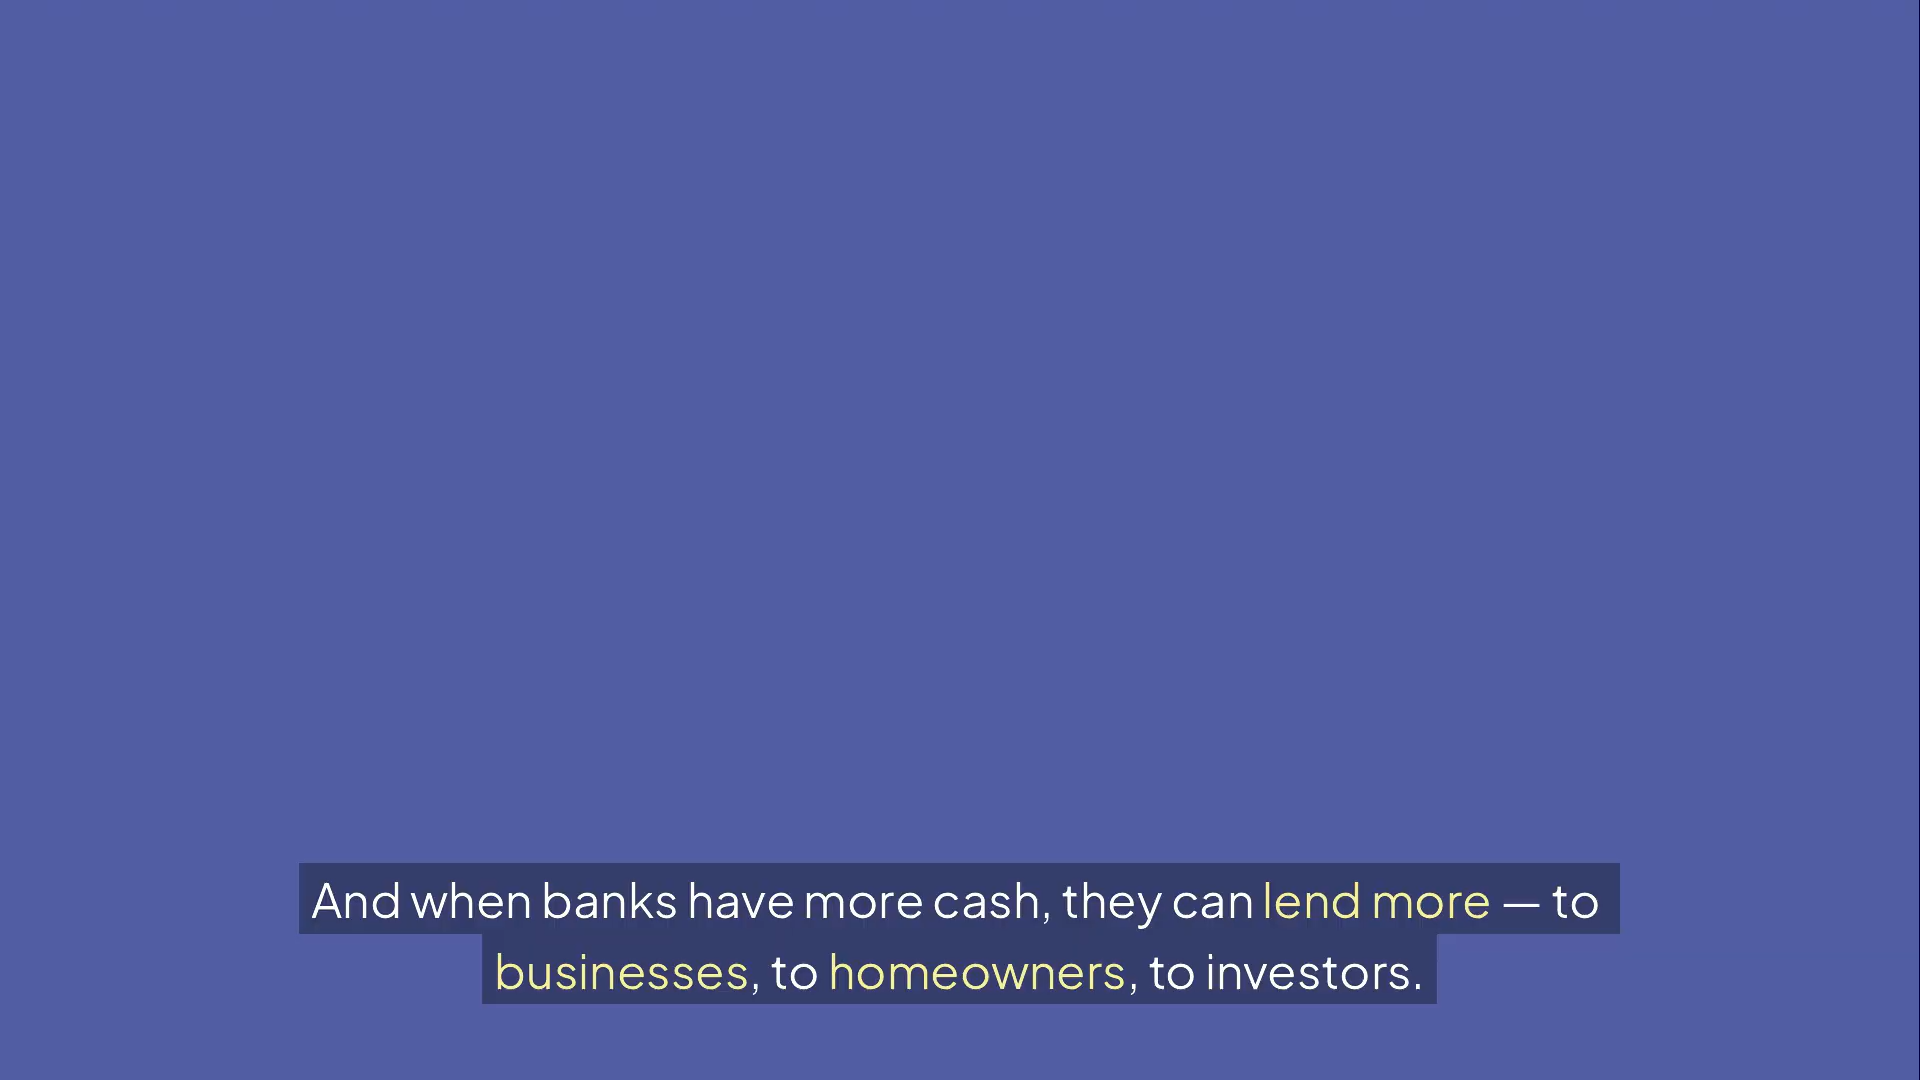 And when banks have more cash, they can lend more — to
businesses, to homeowners, to investors.